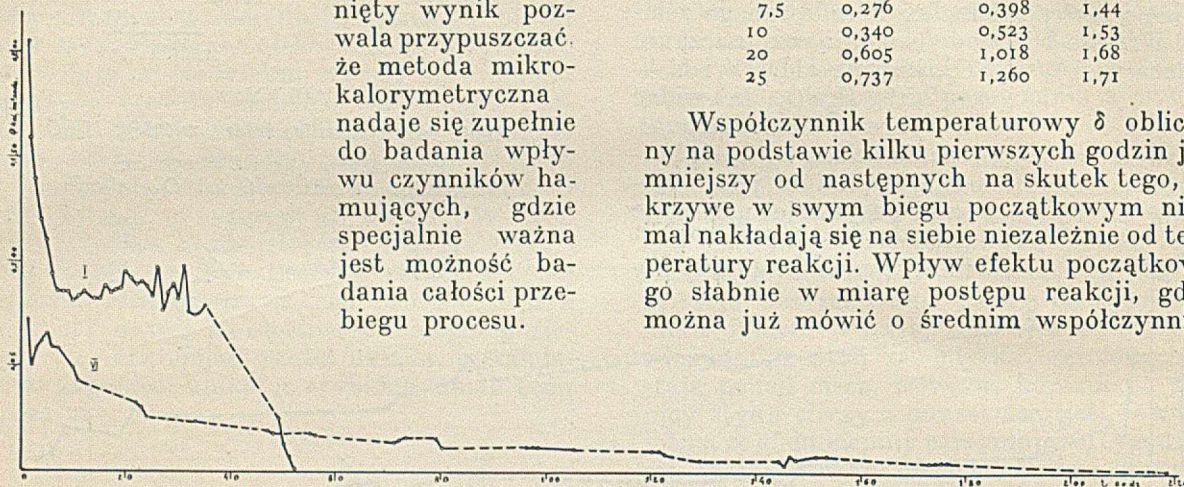 nięty wynik poz-
wala przypuszczać,
że metoda mikro-
kalorymetryczna
nadaje się zupełnie
do badania wpły-
wu czynników ha-
mujących, gdzie
specjalnie ważna
jest możność ba-
dania całości prze-
biegu procesu.
7,5 0,276 0,398 1,44
10 0,340 0,523 1,53
20 0,605 1,018 1,68
25 0,737 1,260 1,71
Współczynnik temperaturowy δ oblic
ny na podstawie kilku pierwszych godzin j
mniejszy od następnych na skutek tego,
krzywe w swym biegu początkowym ni
mal nakładają się na siebie niezależnie od te
peratury reakcji. Wpływ efektu początkow
go słabnie w miarę postępu reakcji, gd
można już mówić o średnim współczynni
I
VI
0